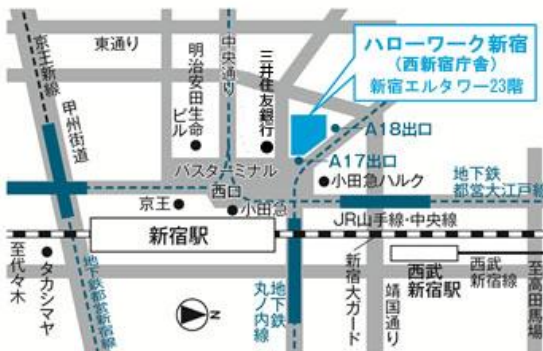 ハローワーク新宿
(西新宿庁舎)
新宿エルタワー23階
東通り
京王新線
甲州街道
明治安田生命
ビル
中央通り
三井住友銀行
A18出口
A17出口
バスターミナル
西口
小田急ハルク
地下鉄
都営大江戸線
京王
小田急
JR山手線・中央線
新宿駅
至代々木
タカシマヤ
地下鉄都営新宿線
N
地下鉄
丸ノ内線
新宿大ガード
靖国通り
西武
新宿駅
西武
新宿線
至高田馬場